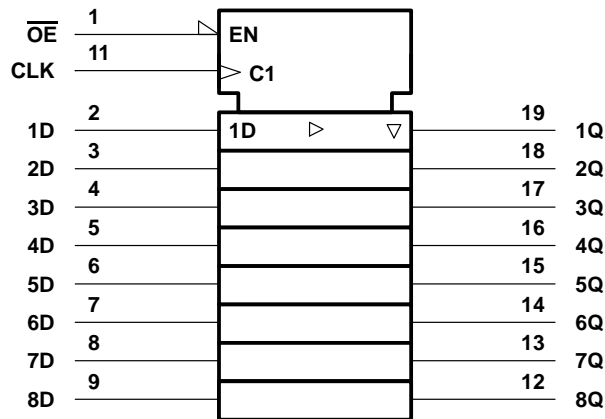 1
O̅E̅ EN
11
CLK C1
2 19
1D 1D 1Q
3 18
2D 2Q
4 17
3D 3Q
5 16
4D 4Q
6 15
5D 5Q
7 14
6D 6Q
8 13
7D 7Q
9 12
8D 8Q